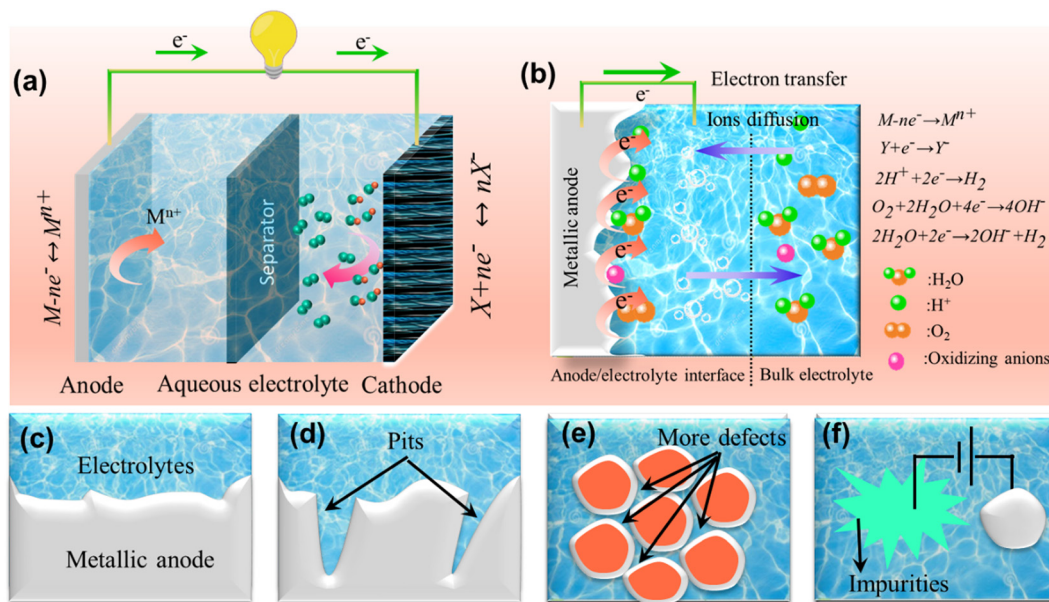 (a)
e⁻
e⁻
M-ne⁻↔Mⁿ⁺
Mⁿ⁺
Separator
X+ne⁻ ↔ nX⁻
Anode
Aqueous electrolyte
Cathode
(b)
Electron transfer
e⁻
Ions diffusion
e⁻
e⁻
e⁻
e⁻
Metallic anode
Anode/electrolyte interface
Bulk electrolyte
M-ne⁻→Mⁿ⁺
Y+e⁻→Y⁻
2H⁺+2e⁻→H₂
O₂+2H₂O+4e⁻→4OH⁻
2H₂O+2e⁻→2OH⁻+H₂
:H₂O
:H⁺
:O₂
:Oxidizing anions
(c)
Electrolytes
Metallic anode
(d)
Pits
(e)
More defects
(f)
Impurities